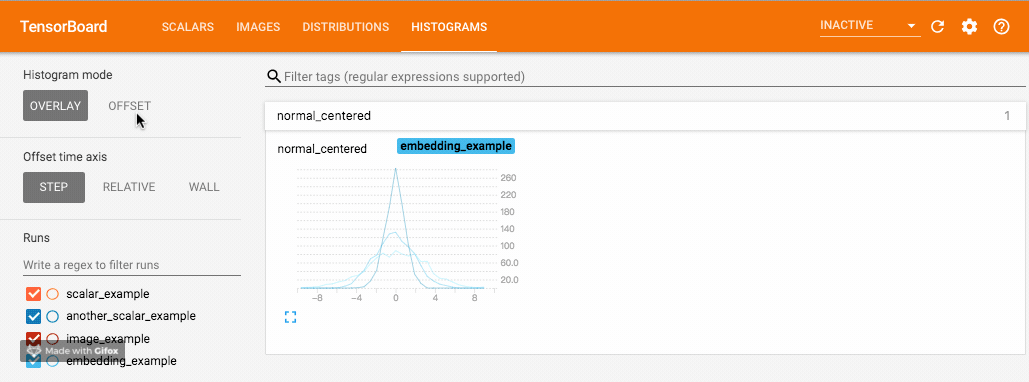 TensorBoard SCALARS IMAGES DISTRIBUTIONS HISTOGRAMS INACTIVE
Histogram mode
OVERLAY OFFSET
Offset time axis
STEP RELATIVE WALL
Runs
Write a regex to filter runs
scalar_example
another_scalar_example
image_example
Made with Gifox
embedding_example
Filter tags (regular expressions supported)
normal_centered 1
normal_centered embedding_example
260
220
180
140
100
60.0
20.0
-8 -4 0 4 8